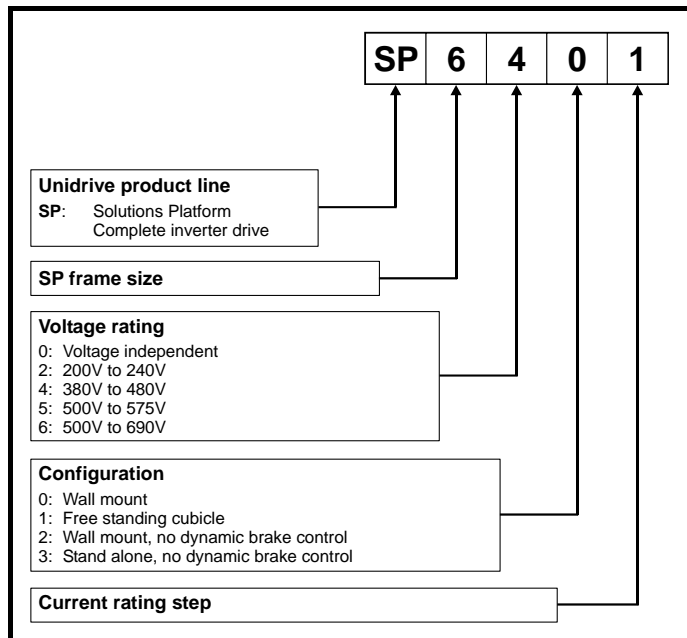 SP 6 4 0 1
Unidrive product line
SP: Solutions Platform
Complete inverter drive
SP frame size
Voltage rating
0: Voltage independent
2: 200V to 240V
4: 380V to 480V
5: 500V to 575V
6: 500V to 690V
Configuration
0: Wall mount
1: Free standing cubicle
2: Wall mount, no dynamic brake control
3: Stand alone, no dynamic brake control
Current rating step